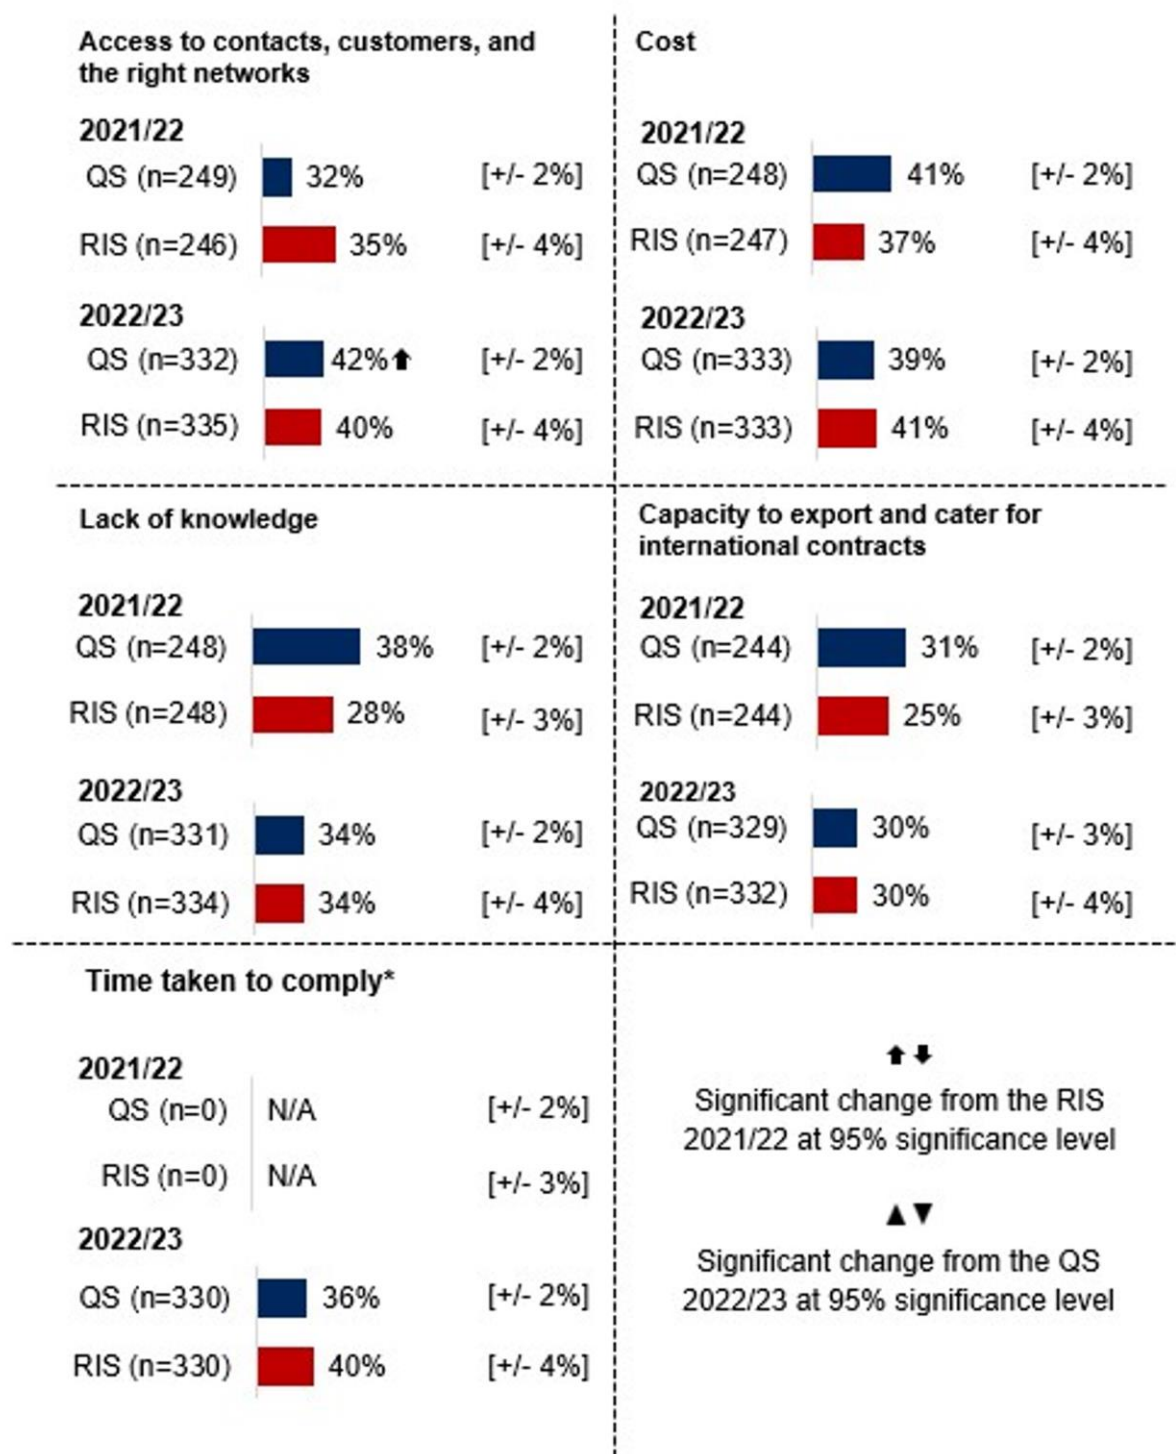 Access to contacts, customers, and
the right networks
2021/22
QS (n=249) 32% [+/- 2%]
RIS (n=246) 35% [+/- 4%]
2022/23
QS (n=332) 42% [+/- 2%]
RIS (n=335) 40% [+/- 4%]
Cost
2021/22
QS (n=248) 41% [+/- 2%]
RIS (n=247) 37% [+/- 4%]
2022/23
QS (n=333) 39% [+/- 2%]
RIS (n=333) 41% [+/- 4%]
Lack of knowledge
2021/22
QS (n=248) 38% [+/- 2%]
RIS (n=248) 28% [+/- 3%]
2022/23
QS (n=331) 34% [+/- 2%]
RIS (n=334) 34% [+/- 4%]
Capacity to export and cater for
international contracts
2021/22
QS (n=244) 31% [+/- 2%]
RIS (n=244) 25% [+/- 3%]
2022/23
QS (n=329) 30% [+/- 3%]
RIS (n=332) 30% [+/- 4%]
Time taken to comply*
2021/22
QS (n=0) N/A [+/- 2%]
RIS (n=0) N/A [+/- 3%]
2022/23
QS (n=330) 36% [+/- 2%]
RIS (n=330) 40% [+/- 4%]
Significant change from the RIS
2021/22 at 95% significance level
Significant change from the QS
2022/23 at 95% significance level